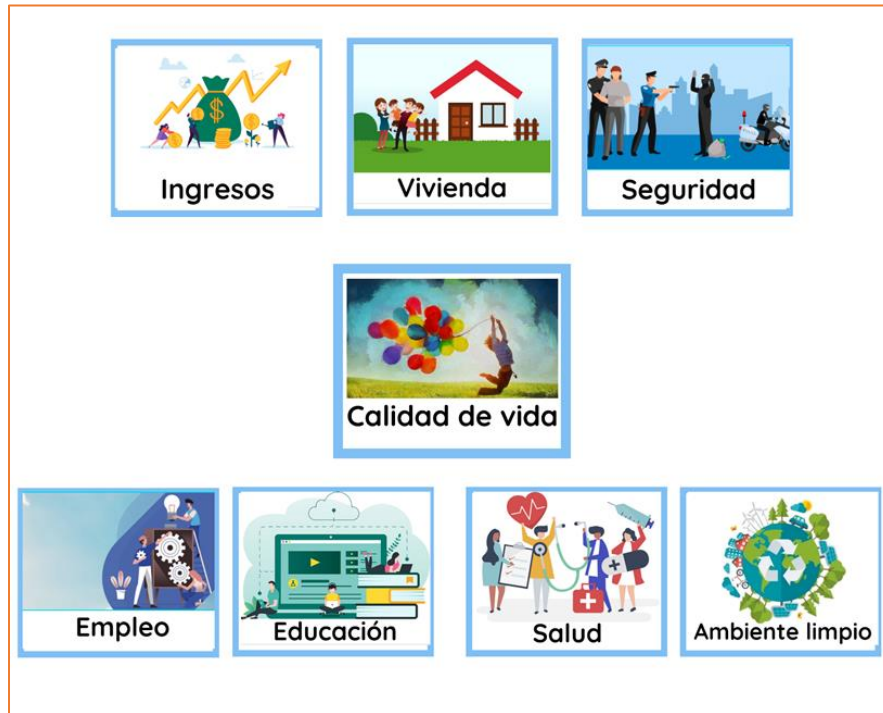 Ingresos
Vivienda
Seguridad
Calidad de vida
Empleo
Educación
Salud
Ambiente limpio